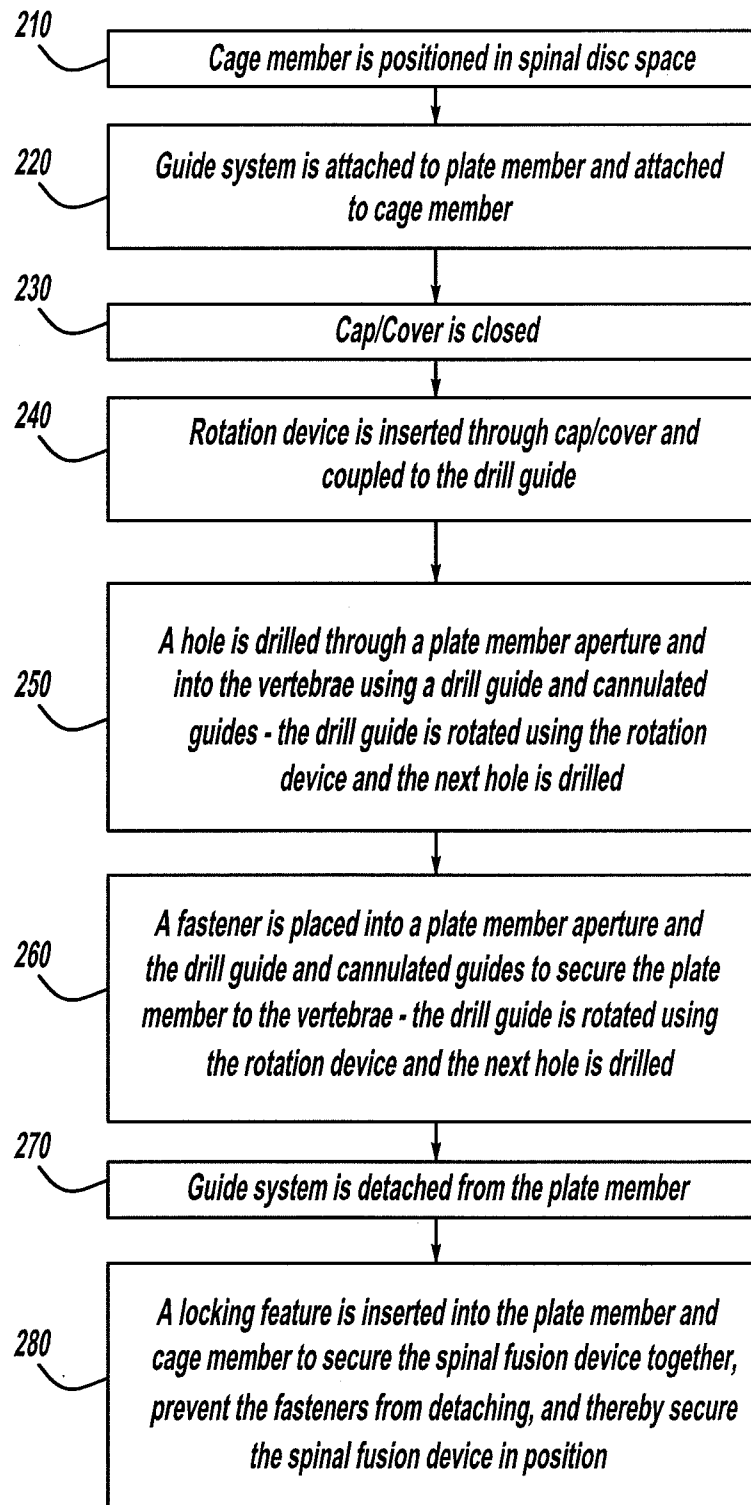 210
Cage member is positioned in spinal disc space
220
Guide system is attached to plate member and attached
to cage member
230
Cap/Cover is closed
240
Rotation device is inserted through cap/cover and
coupled to the drill guide
250
A hole is drilled through a plate member aperture and
into the vertebrae using a drill guide and cannulated
guides - the drill guide is rotated using the rotation
device and the next hole is drilled
260
A fastener is placed into a plate member aperture and
the drill guide and cannulated guides to secure the plate
member to the vertebrae - the drill guide is rotated using
the rotation device and the next hole is drilled
270
Guide system is detached from the plate member
280
A locking feature is inserted into the plate member and
cage member to secure the spinal fusion device together,
prevent the fasteners from detaching, and thereby secure
the spinal fusion device in position